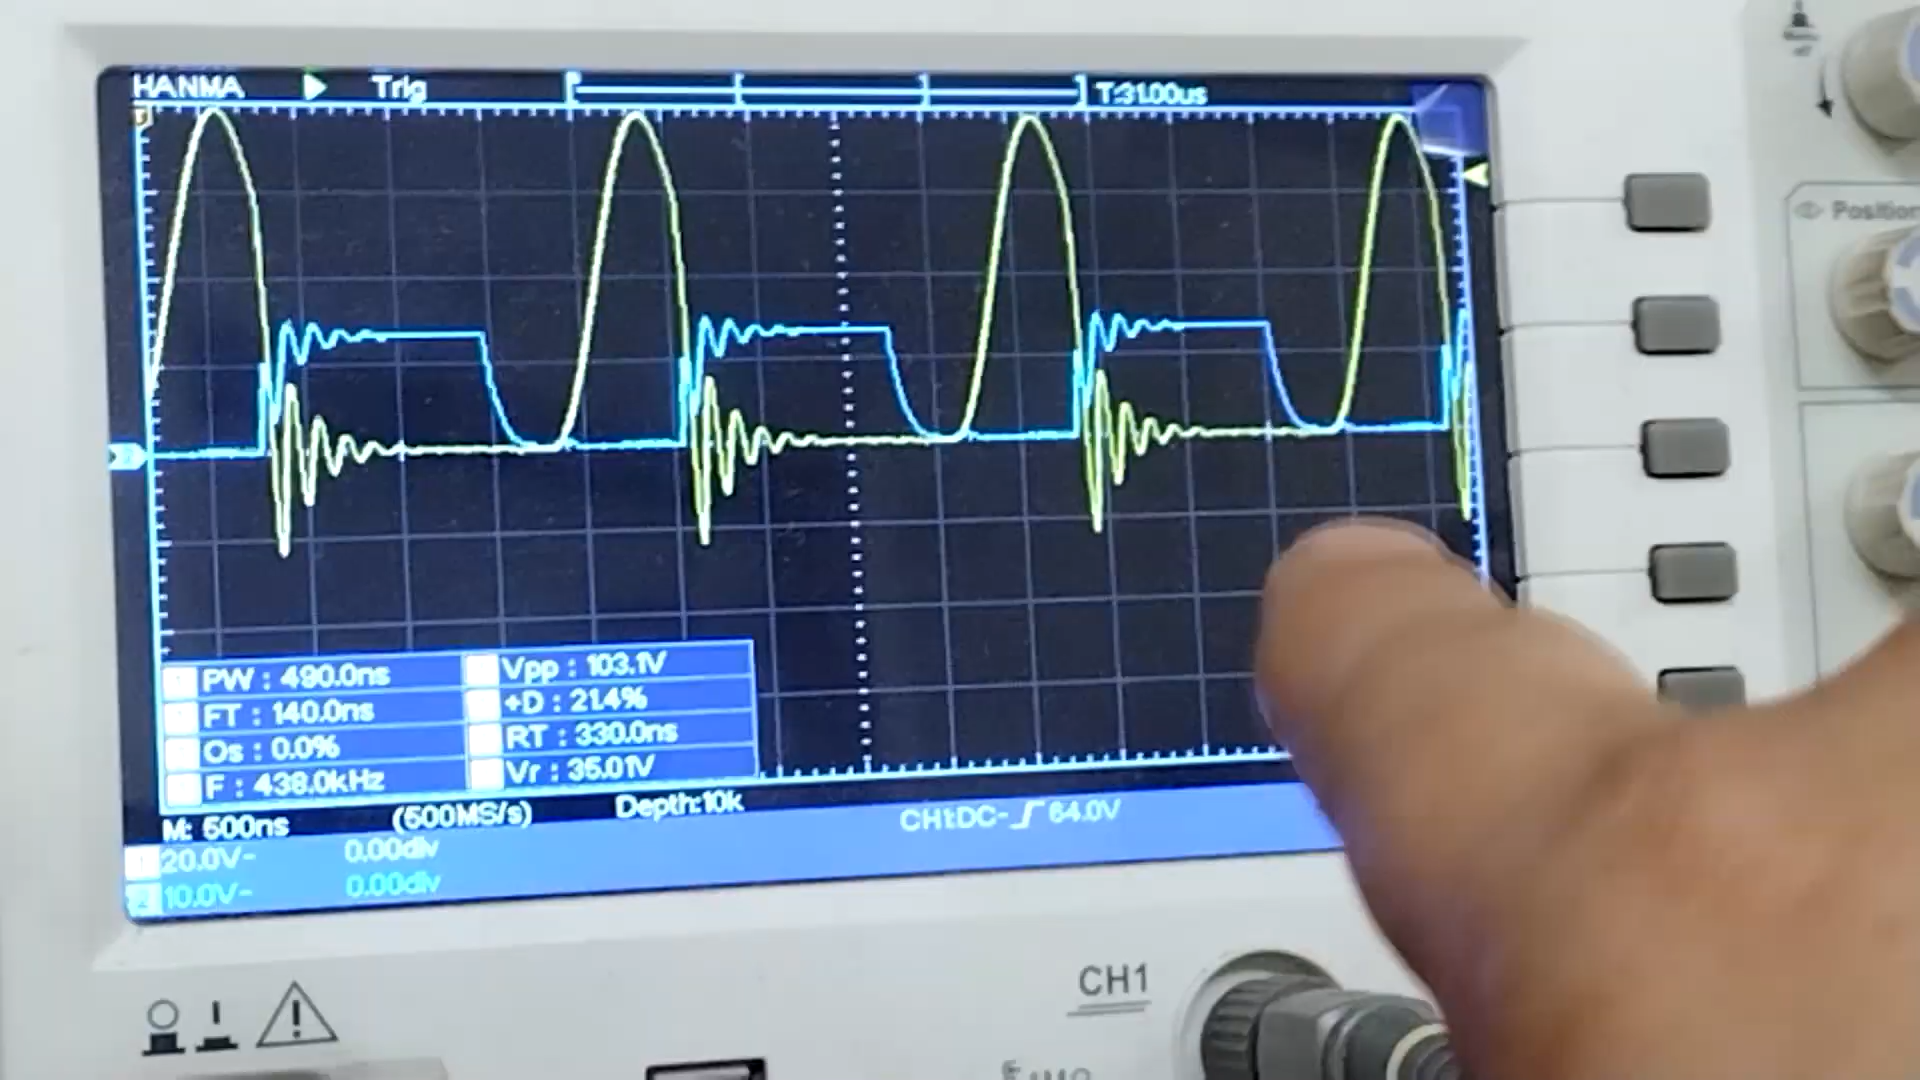 HANMA Trig T:31.00us
Position
PW : 490.0ns Vpp : 103.1V
FT : 140.0ns +D : 21.4%
Os : 0.0% RT : 330.0ns
F : 438.0kHz Vr : 35.01V
M: 500ns (500MS/s) Depth:10k CH1:DC- 64.0V
1 20.0V- 0.00div
2 10.0V- 0.00div
CH1